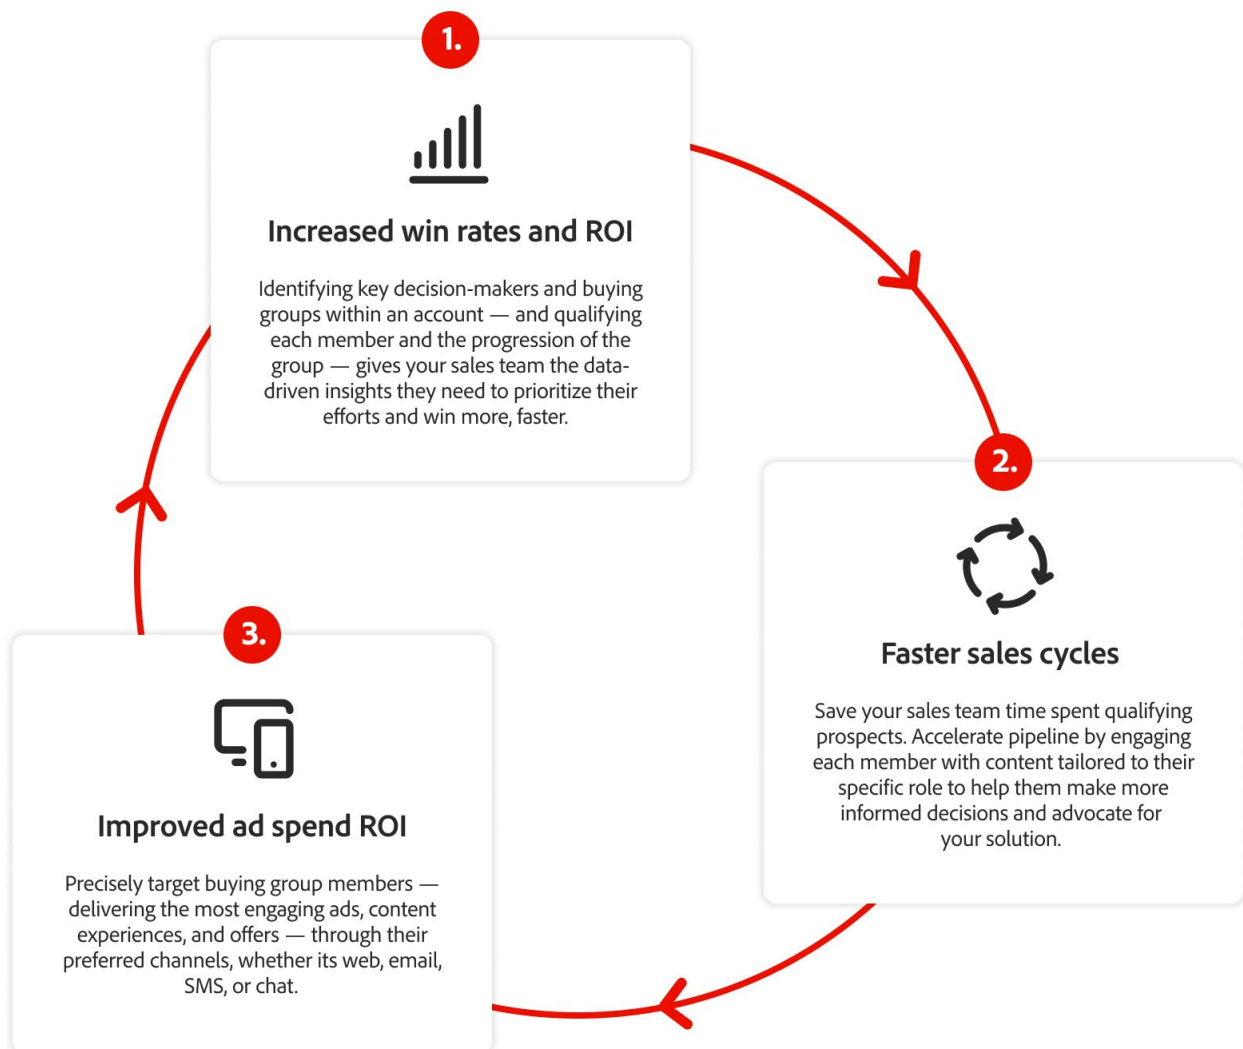 1.
Increased win rates and ROI
Identifying key decision-makers and buying
groups within an account — and qualifying
each member and the progression of the
group — gives your sales team the data-
driven insights they need to prioritize their
efforts and win more, faster.
2.
Faster sales cycles
Save your sales team time spent qualifying
prospects. Accelerate pipeline by engaging
each member with content tailored to their
specific role to help them make more
informed decisions and advocate for
your solution.
3.
Improved ad spend ROI
Precisely target buying group members —
delivering the most engaging ads, content
experiences, and offers — through their
preferred channels, whether its web, email,
SMS, or chat.